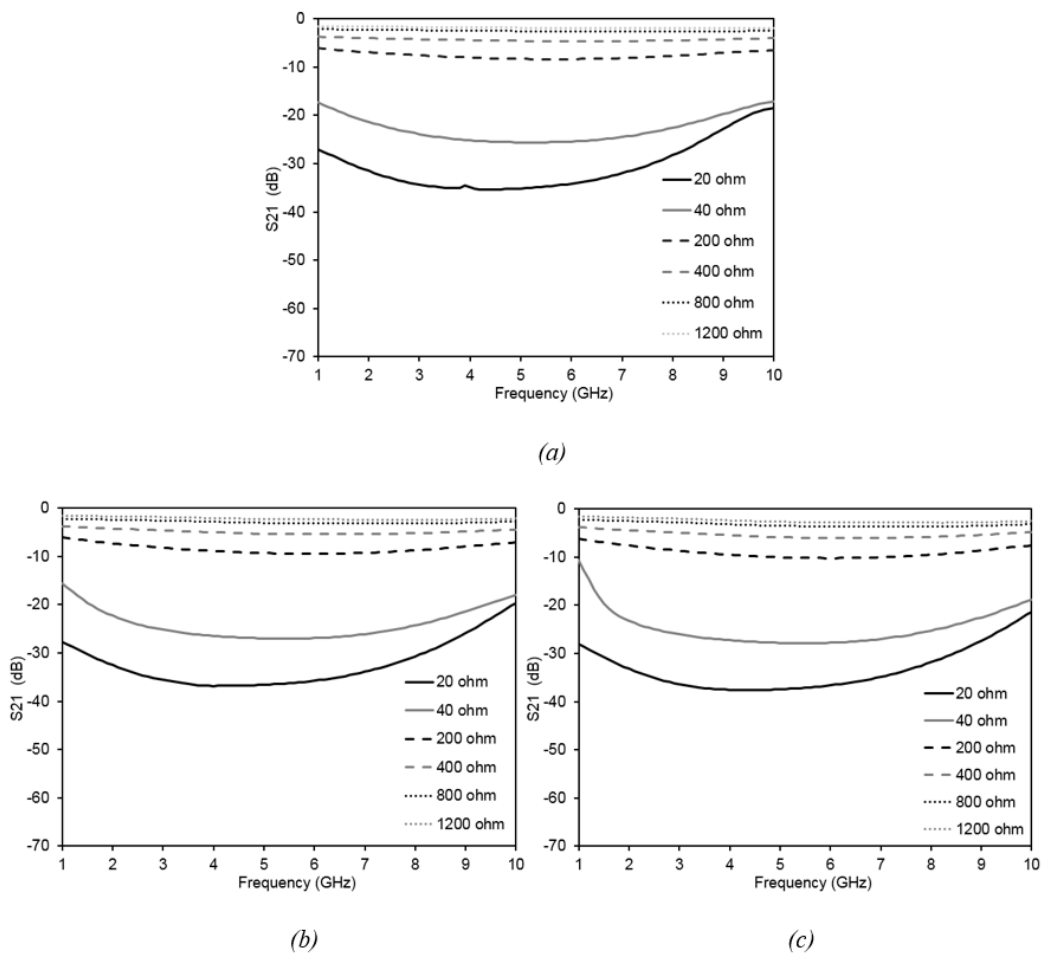 0
-10
-20
-30
-40
-50
-60
-70
S21 (dB)
20 ohm
40 ohm
200 ohm
400 ohm
800 ohm
1200 ohm
1 2 3 4 5 6 7 8 9 10
Frequency (GHz)
(a)
0
-10
-20
-30
-40
-50
-60
-70
S21 (dB)
20 ohm
40 ohm
200 ohm
400 ohm
800 ohm
1200 ohm
1 2 3 4 5 6 7 8 9 10
Frequency (GHz)
(b)
0
-10
-20
-30
-40
-50
-60
-70
S21 (dB)
20 ohm
40 ohm
200 ohm
400 ohm
800 ohm
1200 ohm
1 2 3 4 5 6 7 8 9 10
Frequency (GHz)
(c)